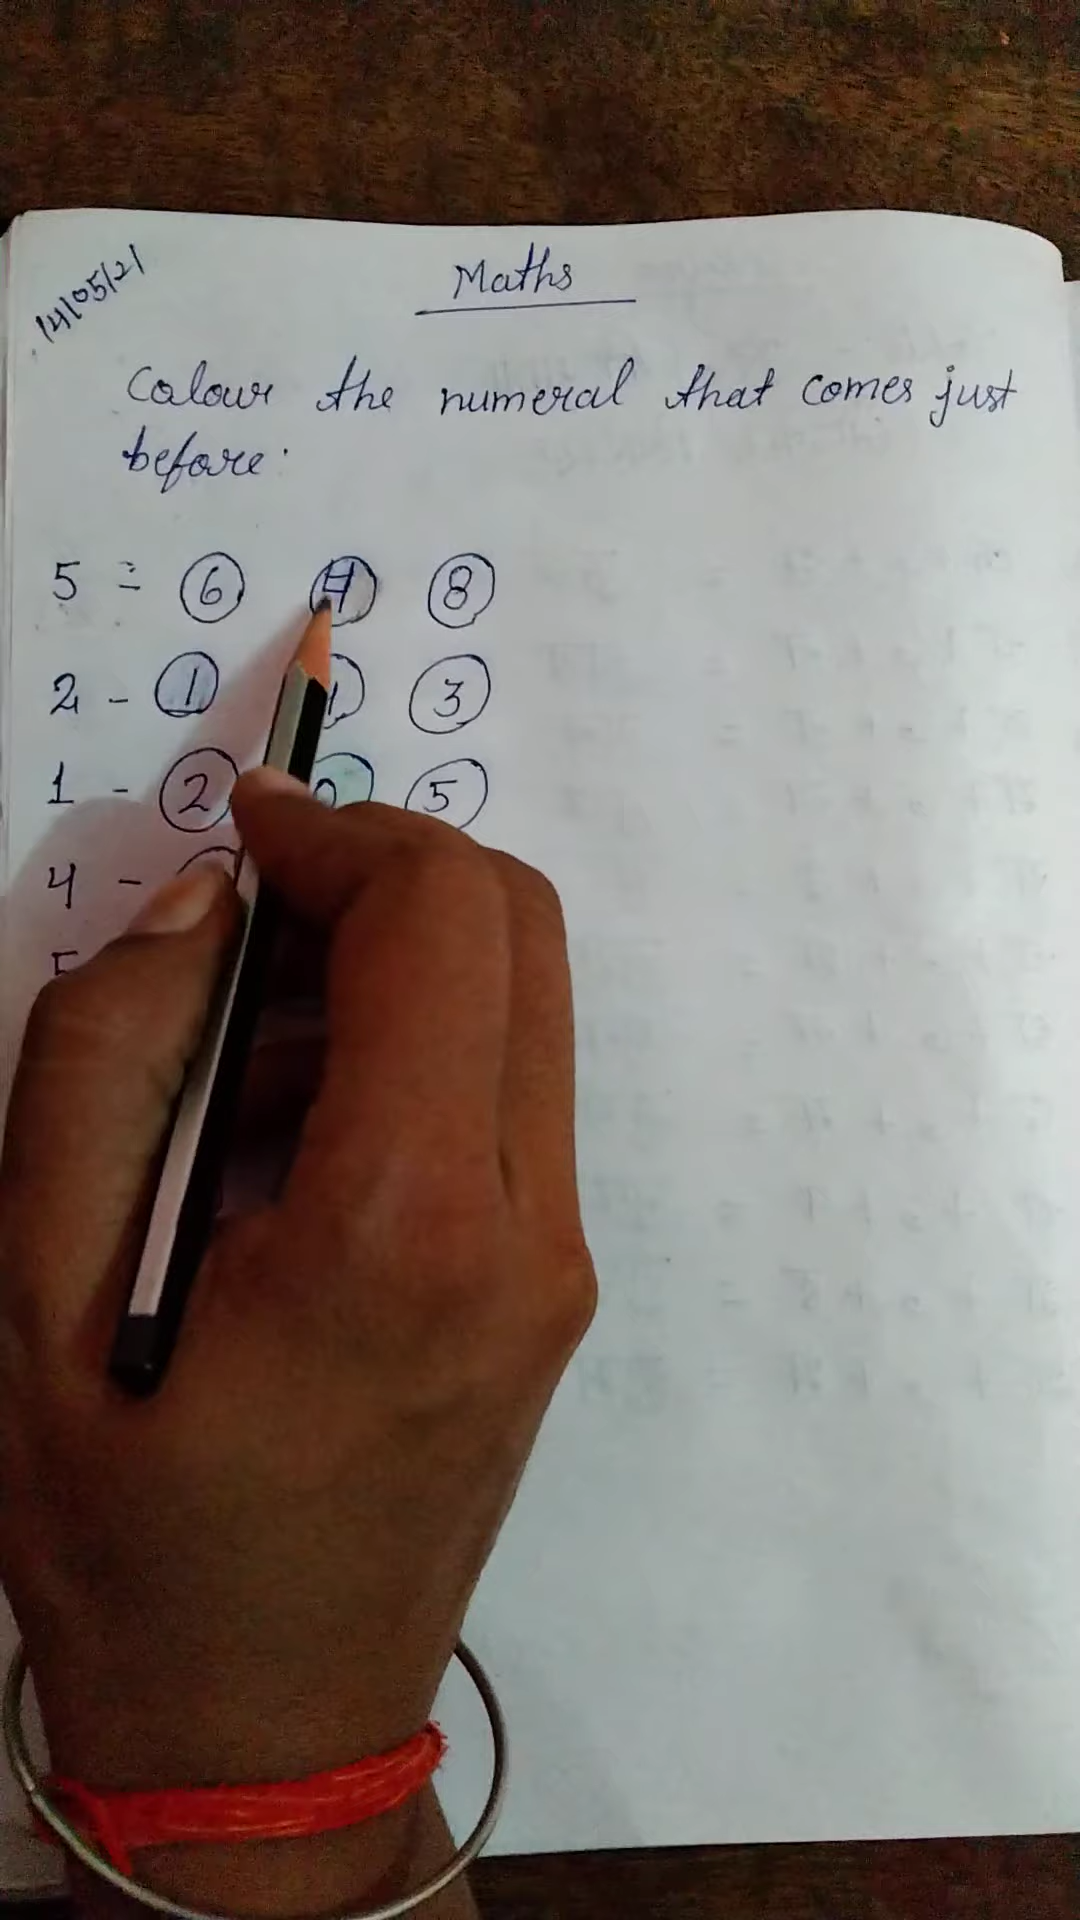 14/05/21
Maths
Colour the numeral that comes just
before:
5 = 6 4 8
2 - 1 3
1 - 2 5
4 -
5